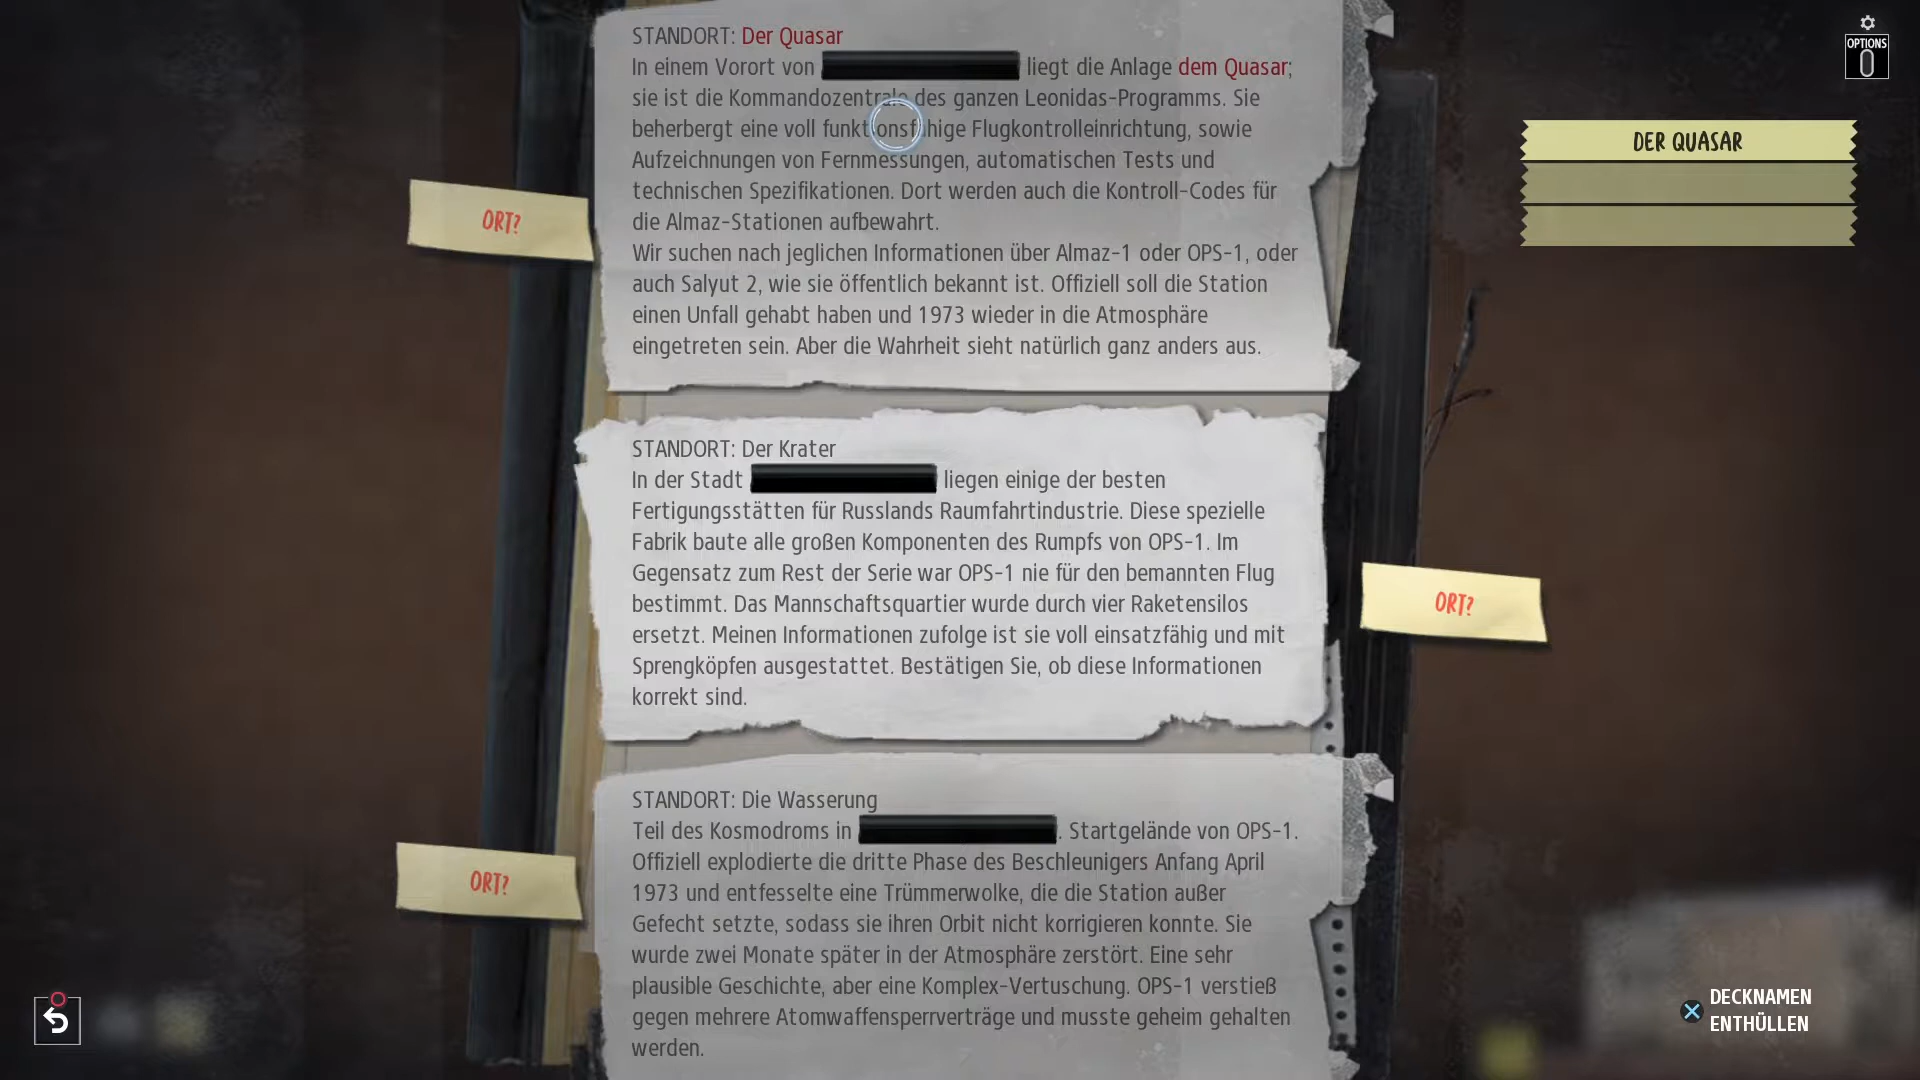 STANDORT: Der Quasar
In einem Vorort von liegt die Anlage dem Quasar;
sie ist die Kommandozentrale des ganzen Leonidas-Programms. Sie
beherbergt eine voll funktionsfähige Flugkontrolleinrichtung, sowie
Aufzeichnungen von Fernmessungen, automatischen Tests und
technischen Spezifikationen. Dort werden auch die Kontroll-Codes für
die Almaz-Stationen aufbewahrt.
Wir suchen nach jeglichen Informationen über Almaz-1 oder OPS-1, oder
auch Salyut 2, wie sie öffentlich bekannt ist. Offiziell soll die Station
einen Unfall gehabt haben und 1973 wieder in die Atmosphäre
eingetreten sein. Aber die Wahrheit sieht natürlich ganz anders aus.
ORT?
OPTIONS
DER QUASAR
STANDORT: Der Krater
In der Stadt liegen einige der besten
Fertigungsstätten für Russlands Raumfahrtindustrie. Diese spezielle
Fabrik baute alle großen Komponenten des Rumpfs von OPS-1. Im
Gegensatz zum Rest der Serie war OPS-1 nie für den bemannten Flug
bestimmt. Das Mannschaftsquartier wurde durch vier Raketensilos
ersetzt. Meinen Informationen zufolge ist sie voll einsatzfähig und mit
Sprengköpfen ausgestattet. Bestätigen Sie, ob diese Informationen
korrekt sind.
ORT?
STANDORT: Die Wasserung
Teil des Kosmodroms in . Startgelände von OPS-1.
Offiziell explodierte die dritte Phase des Beschleunigers Anfang April
1973 und entfesselte eine Trümmerwolke, die die Station außer
Gefecht setzte, sodass sie ihren Orbit nicht korrigieren konnte. Sie
wurde zwei Monate später in der Atmosphäre zerstört. Eine sehr
plausible Geschichte, aber eine Komplex-Vertuschung. OPS-1 verstieß
gegen mehrere Atomwaffensperrverträge und musste geheim gehalten
werden.
ORT?
DECKNAMEN
ENTHÜLLEN